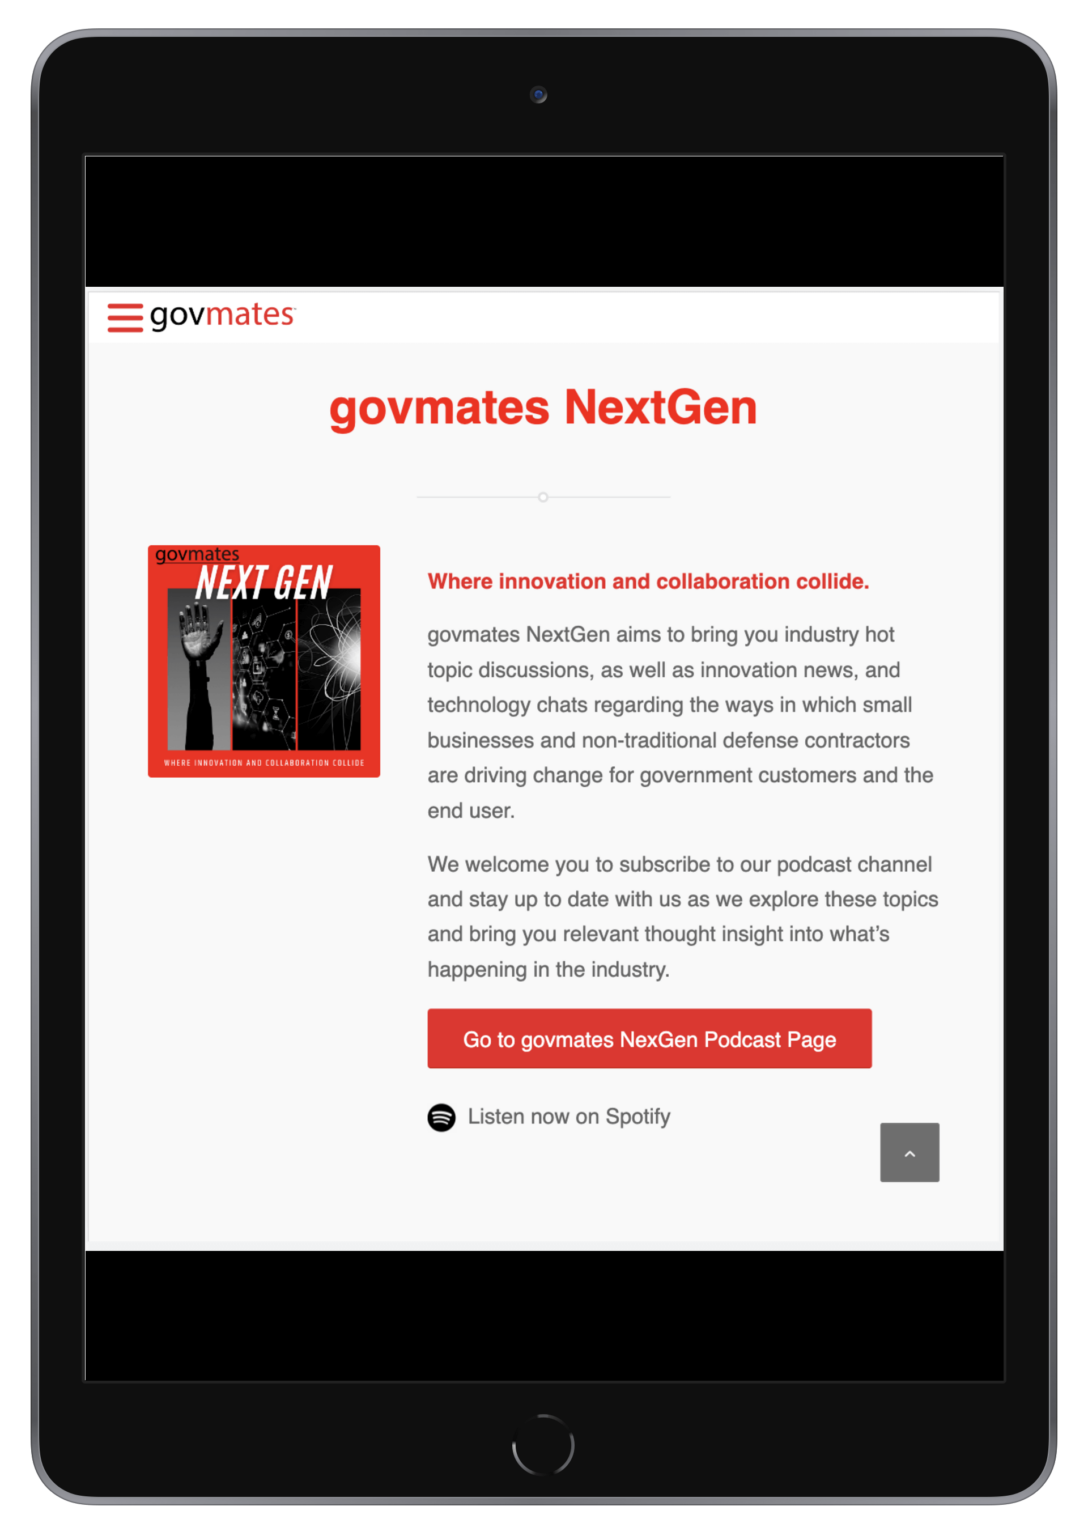 govmates
govmates NextGen
govmates
NEXT GEN
WHERE INNOVATION AND COLLABORATION COLLIDE
Where innovation and collaboration collide.
govmates NextGen aims to bring you industry hot
topic discussions, as well as innovation news, and
technology chats regarding the ways in which small
businesses and non-traditional defense contractors
are driving change for government customers and the
end user.
We welcome you to subscribe to our podcast channel
and stay up to date with us as we explore these topics
and bring you relevant thought insight into what’s
happening in the industry.
Go to govmates NexGen Podcast Page
Listen now on Spotify